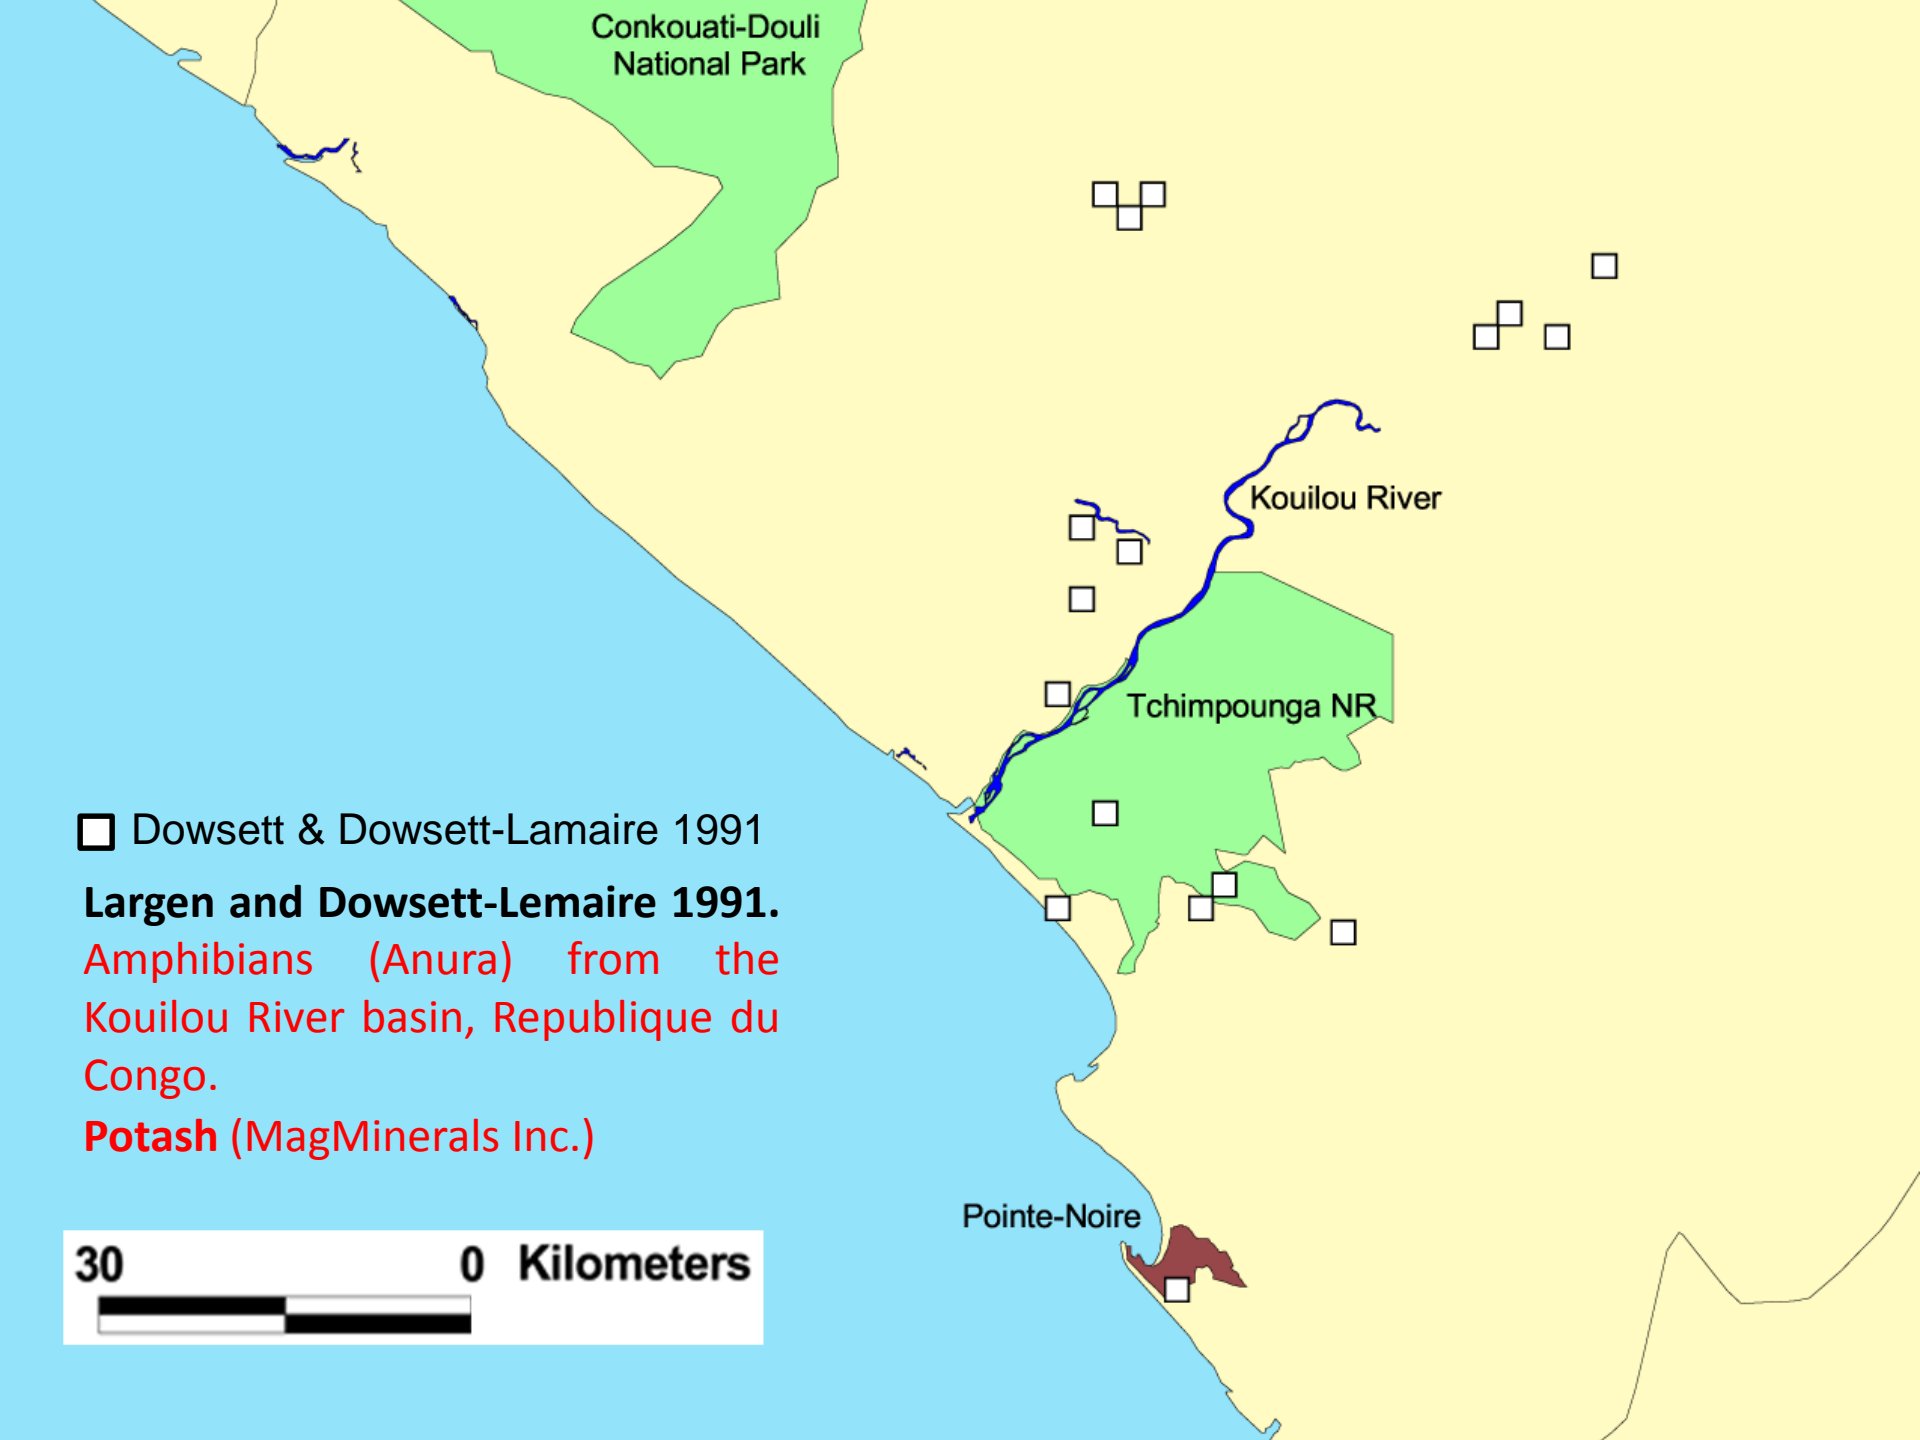 Conkouati-Douli
National Park
Kouilou River
Tchimpounga NR
Dowsett & Dowsett-Lamaire 1991
Largen and Dowsett-Lemaire 1991.
Amphibians (Anura) from the
Kouilou River basin, Republique du
Congo.
Potash (MagMinerals Inc.)
Pointe-Noire
30 0 Kilometers